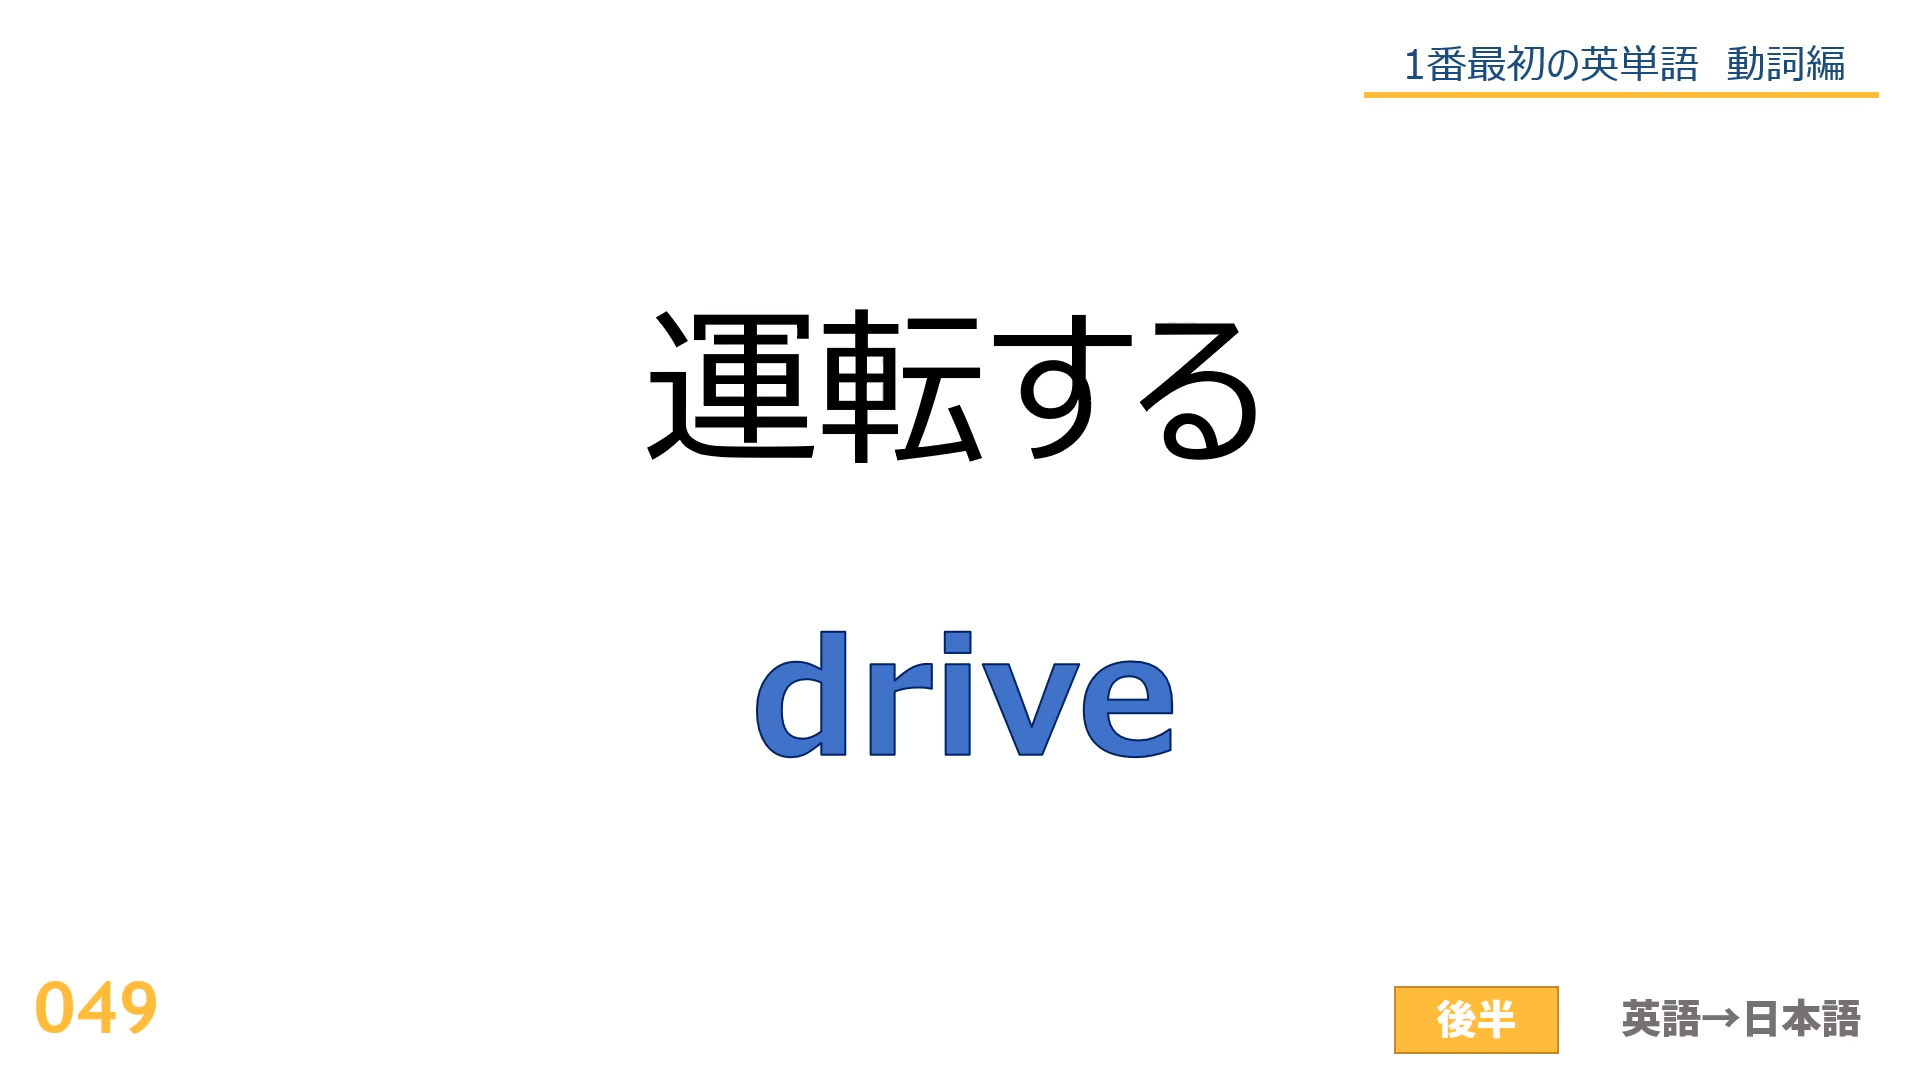 1番最初の英単語　動詞編
運転する
drive
049
後半
英語→日本語